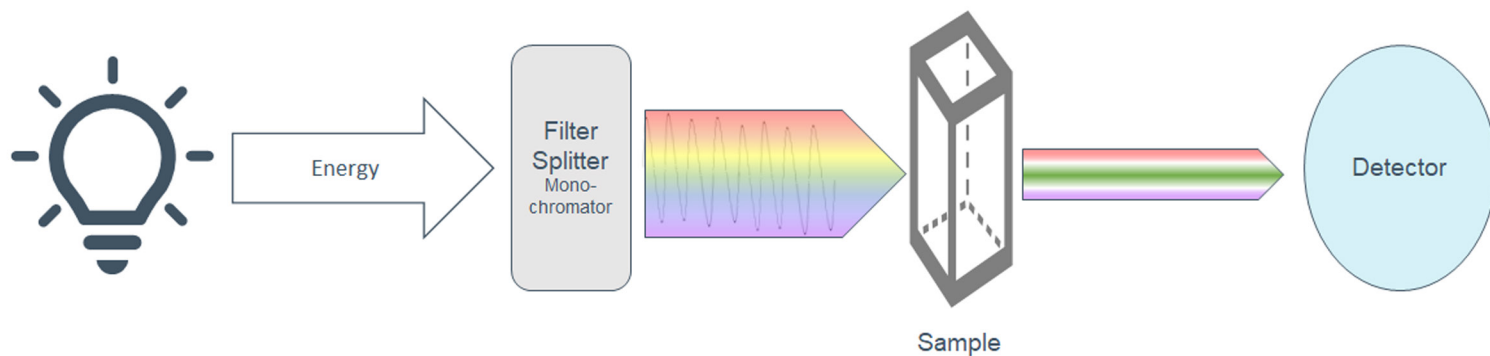 Energy
Filter
Splitter
Mono-
chromator
Sample
Detector